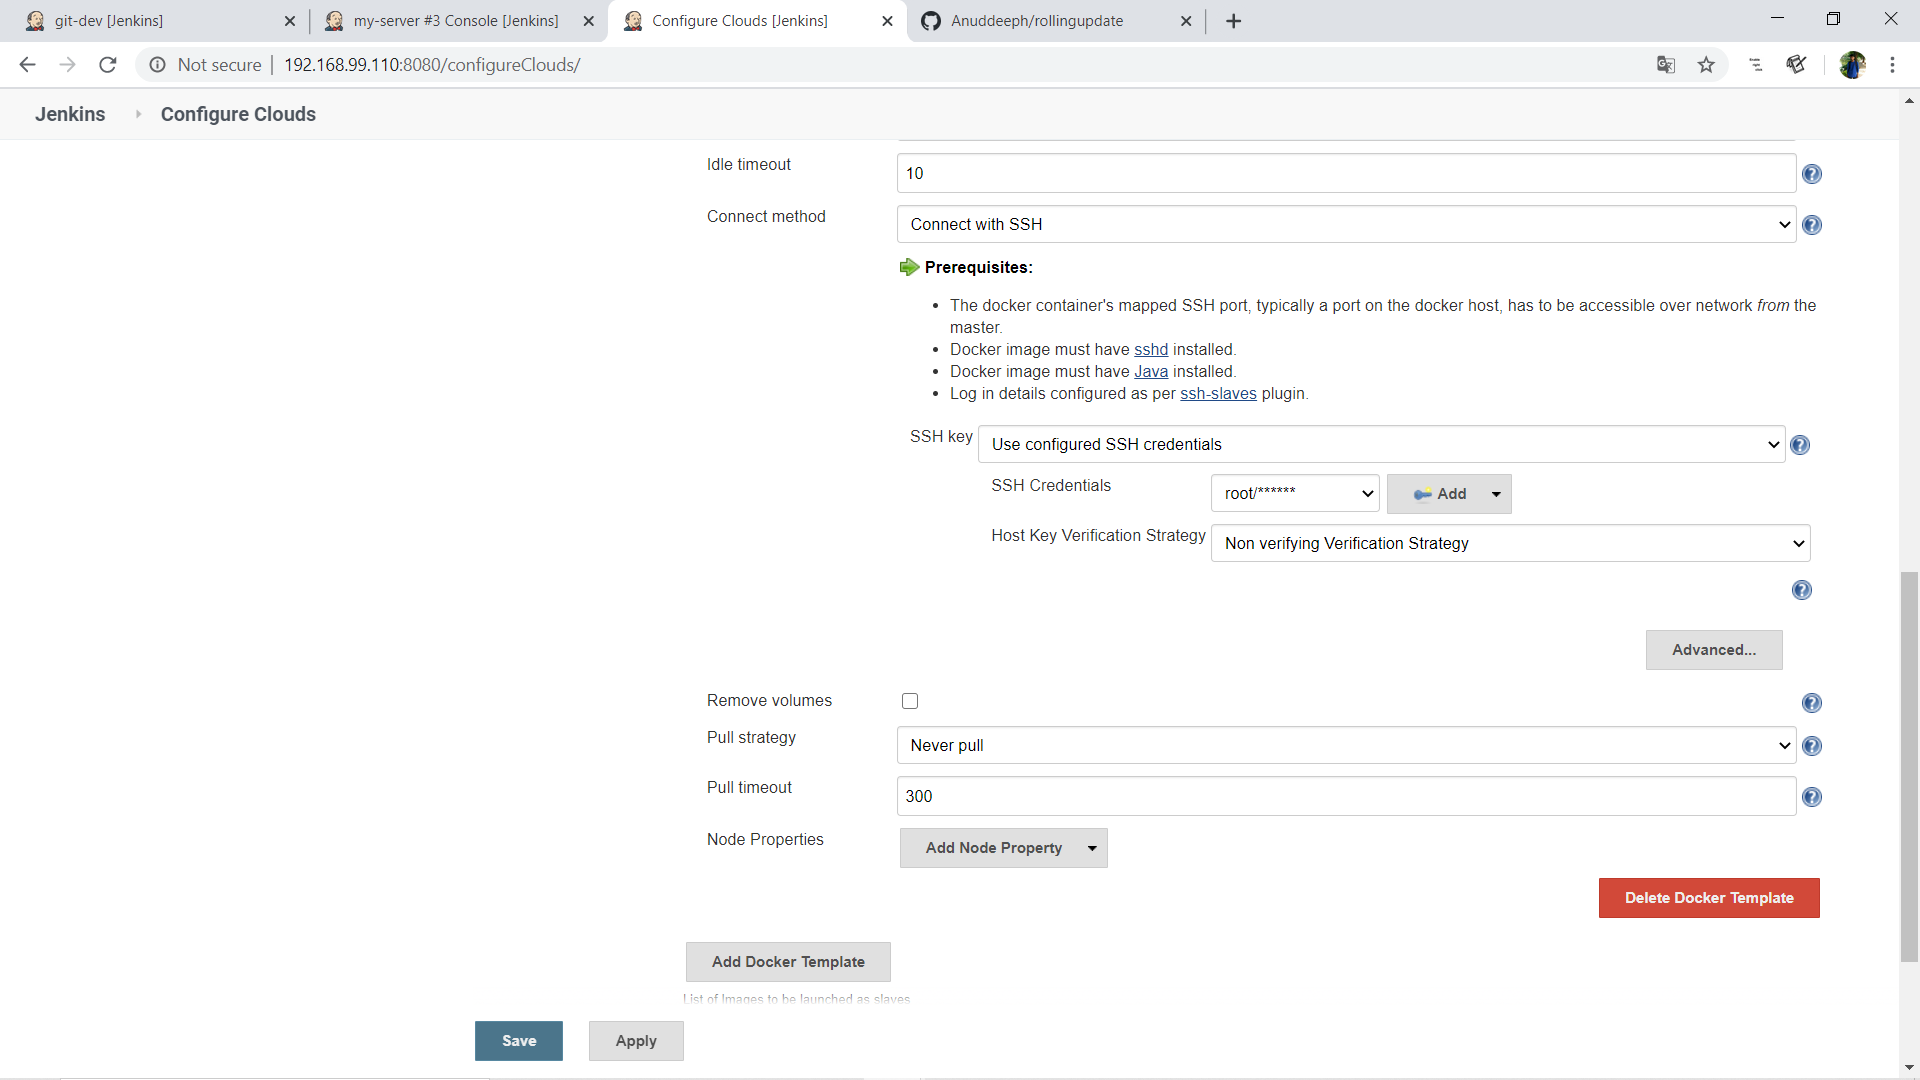 git-dev [Jenkins]
my-server #3 Console [Jenkins]
Configure Clouds [Jenkins]
Anuddeeph/rollingupdate
Not secure
192.168.99.110:8080/configureClouds/
Jenkins
Configure Clouds
Idle timeout
10
Connect method
Connect with SSH
Prerequisites:
• The docker container's mapped SSH port, typically a port on the docker host, has to be accessible over network from the
master.
• Docker image must have sshd installed.
• Docker image must have Java installed.
• Log in details configured as per ssh-slaves plugin.
SSH key
Use configured SSH credentials
SSH Credentials
root/******
Add
Host Key Verification Strategy
Non verifying Verification Strategy
Advanced...
Remove volumes
Pull strategy
Never pull
Pull timeout
300
Node Properties
Add Node Property
Delete Docker Template
Add Docker Template
List of Images to be launched as slaves
Save
Apply